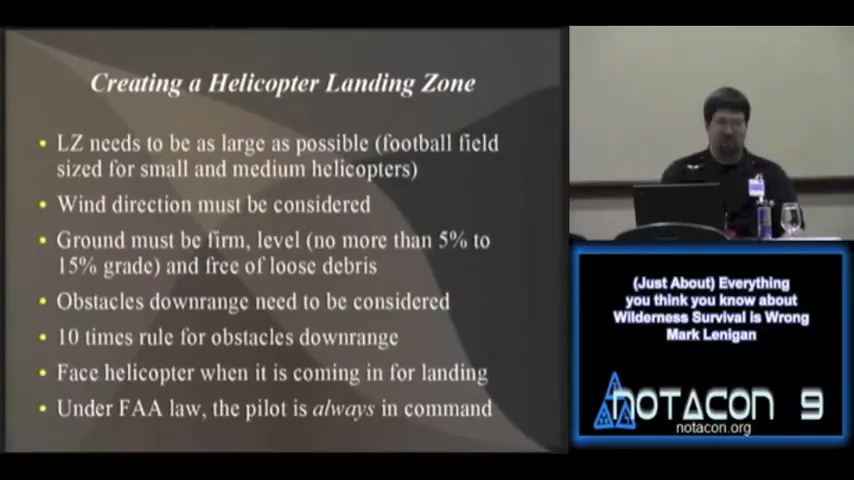 Creating a Helicopter Landing Zone
LZ needs to be as large as possible (football field
sized for small and medium helicopters)
Wind direction must be considered
Ground must be firm, level (no more than 5% to
15% grade) and free of loose debris
Obstacles downrange need to be considered
10 times rule for obstacles downrange
Face helicopter when it is coming in for landing
Under FAA law, the pilot is always in command
(Just About) Everything
you think you know about
Wilderness Survival is Wrong
Mark Lenigan
NOTACON 9
notacon.org